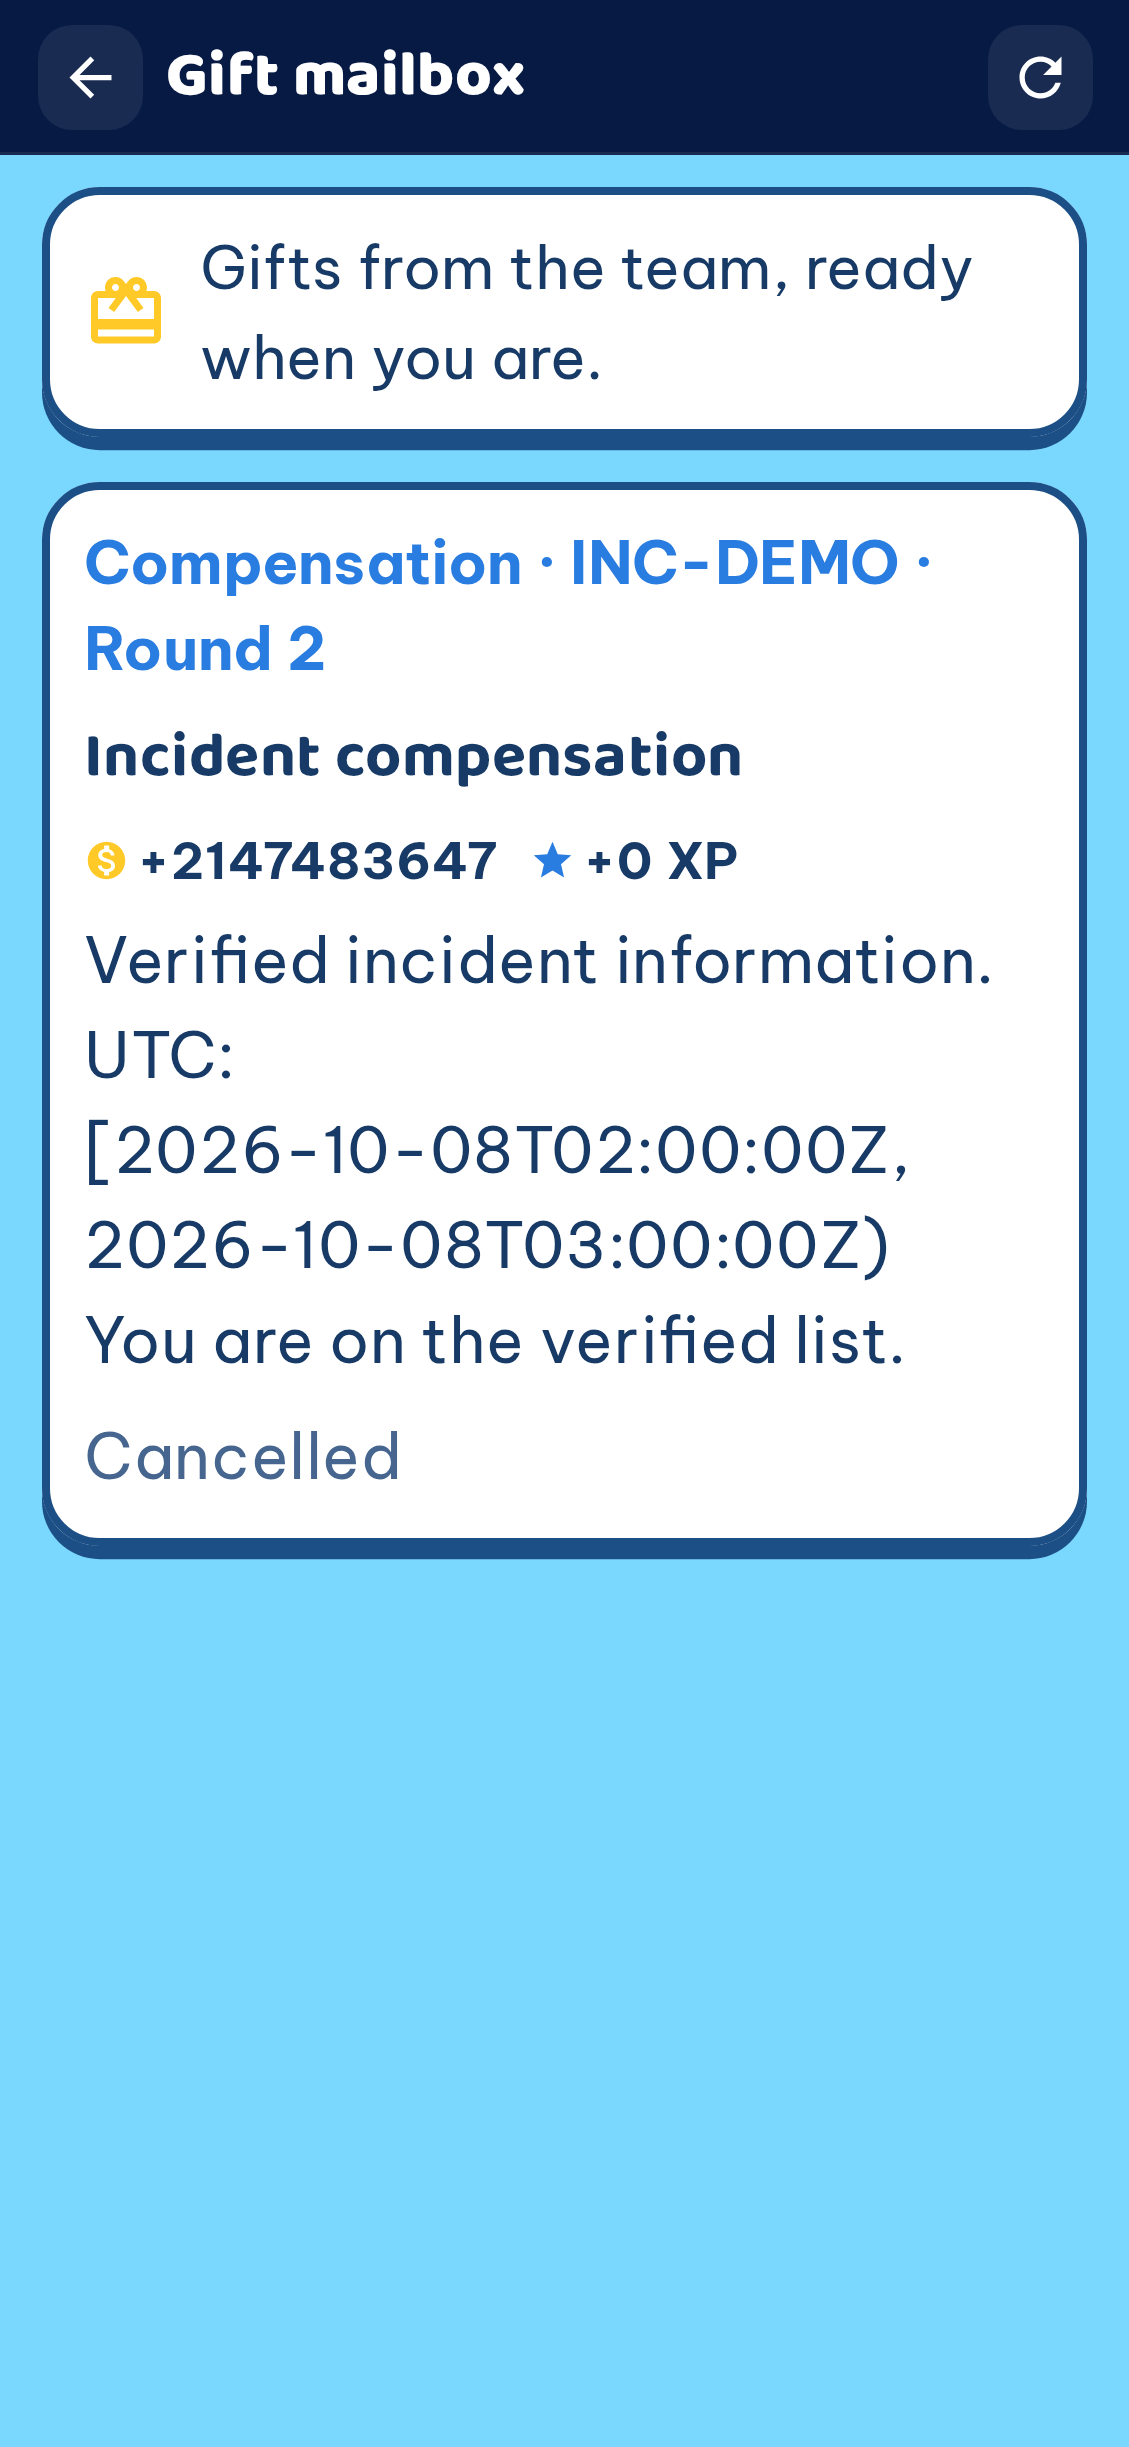 Gift mailbox
Gifts from the team, ready
when you are.
Compensation · INC-DEMO ·
Round 2
Incident compensation
+2147483647 +0 XP
Verified incident information.
UTC:
[2026-10-08T02:00:00Z,
2026-10-08T03:00:00Z)
You are on the verified list.
Cancelled